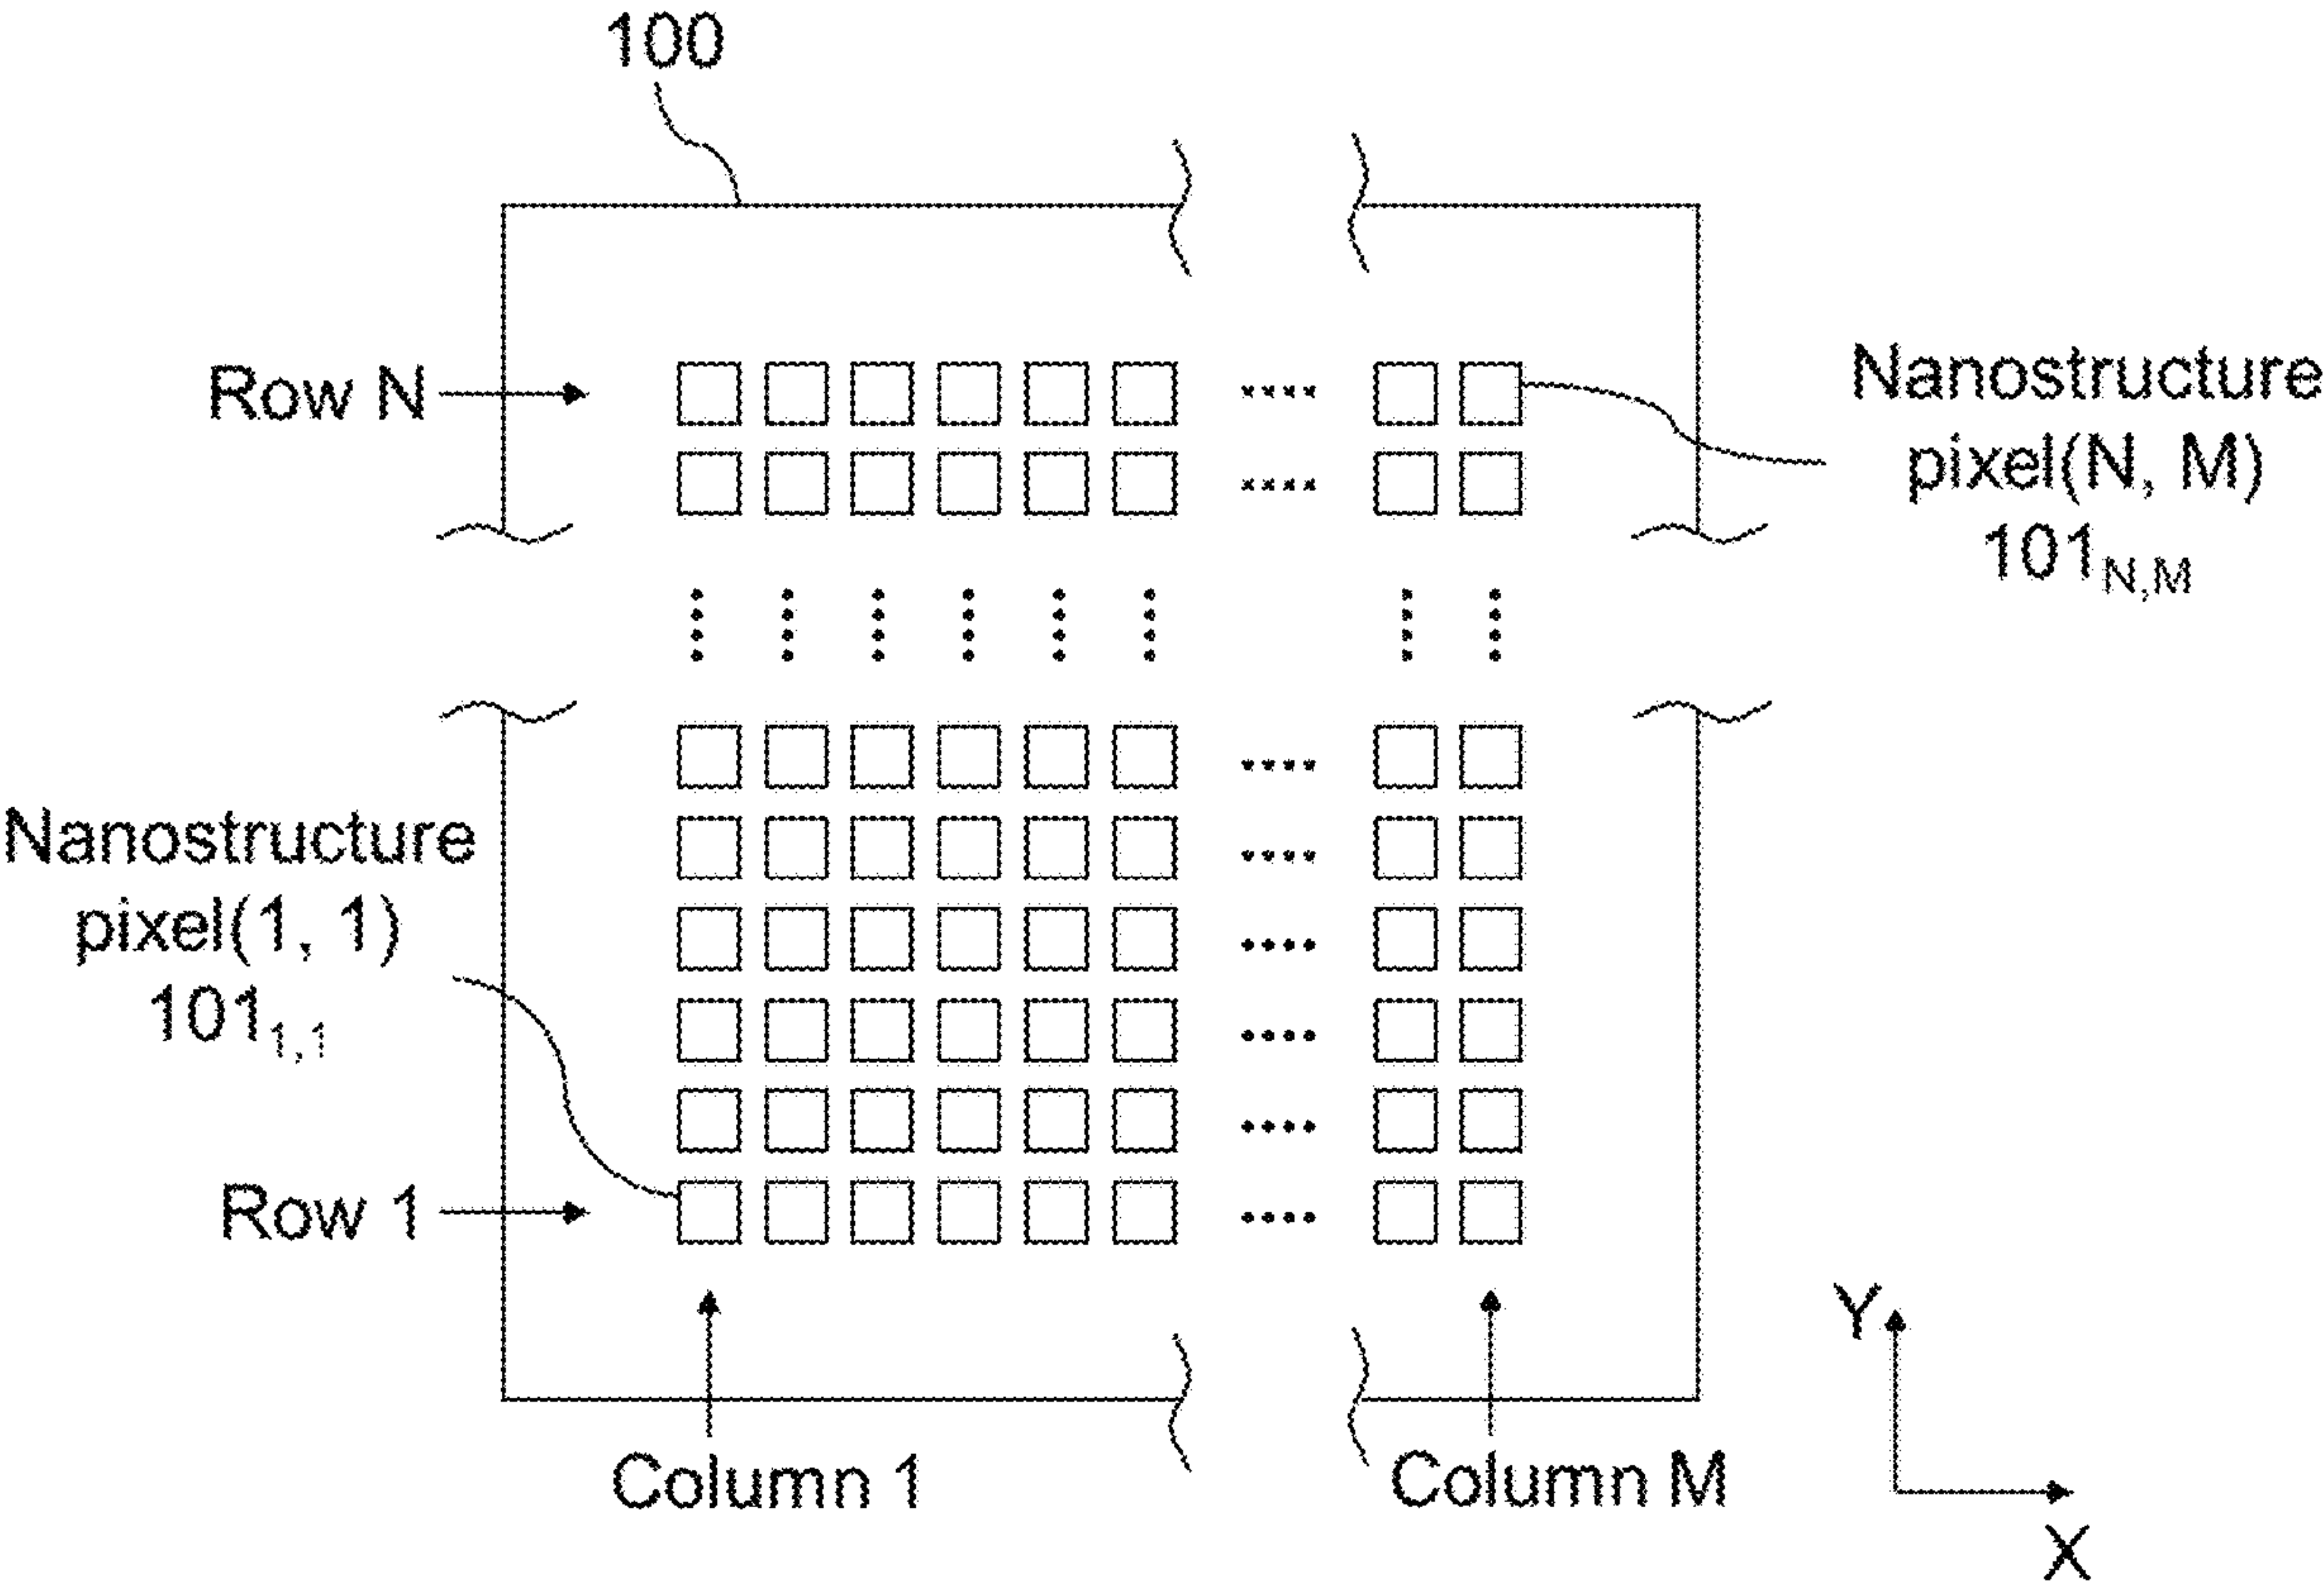 100
Row N
Nanostructure
pixel(N, M)
101N,M
Nanostructure
pixel(1, 1)
1011,1
Row 1
Column 1
Column M
Y
X